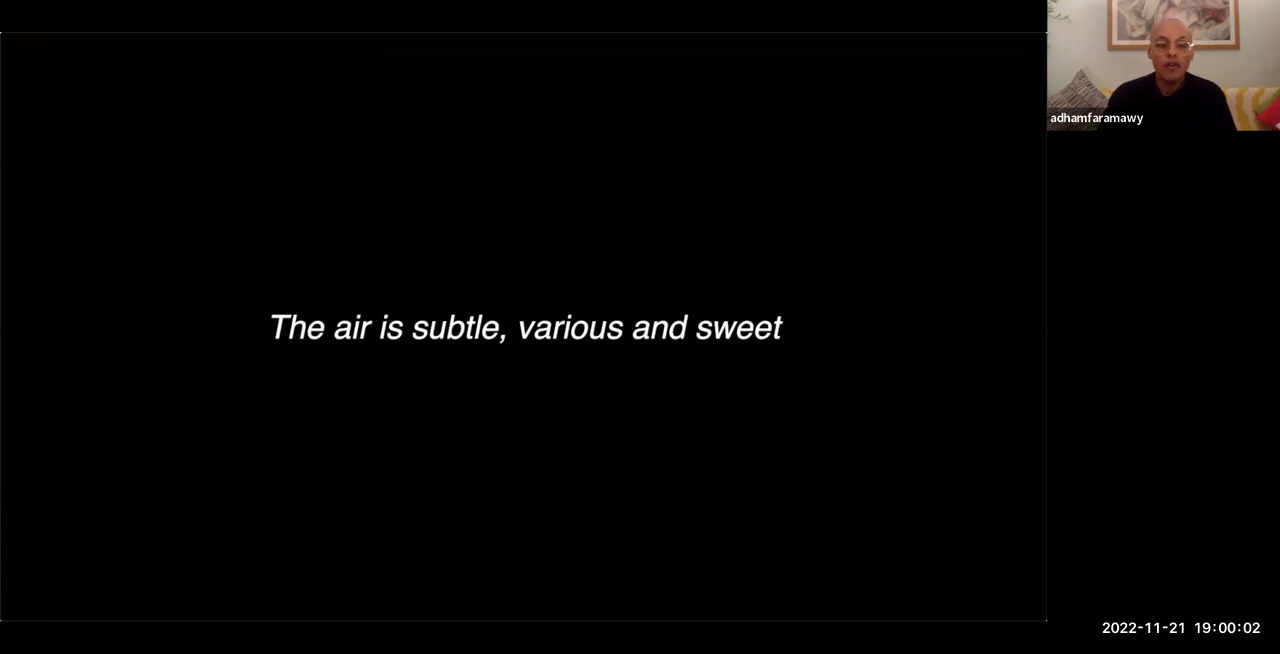 The air is subtle, various and sweet
adhamfaramawy
2022-11-21 19:00:02